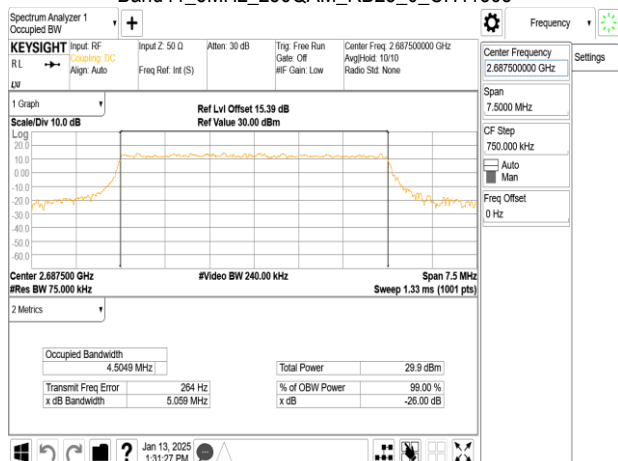 Spectrum Analyzer 1
Occupied BW
Frequency
KEYSIGHT
RL
Input: RF
Coupling: DC
Align: Auto
Input Z: 50 Ω
Freq Ref: Int (S)
Atten: 30 dB
Trig: Free Run
Gate: Off
#IF Gain: Low
Center Freq: 2.687500000 GHz
Avg|Hold: 10/10
Radio Std: None
LXI
Center Frequency
2.687500000 GHz
Settings
Span
7.5000 MHz
CF Step
750.000 kHz
Auto
Man
Freq Offset
0 Hz
1 Graph
Scale/Div 10.0 dB
Ref Lvl Offset 15.39 dB
Ref Value 30.00 dBm
Log
20.0
10.0
0.00
-10.0
-20.0
-30.0
-40.0
-50.0
-60.0
Center 2.687500 GHz
#Res BW 75.000 kHz
#Video BW 240.00 kHz
Span 7.5 MHz
Sweep 1.33 ms (1001 pts)
2 Metrics
Occupied Bandwidth
4.5049 MHz
Total Power 29.9 dBm
Transmit Freq Error 264 Hz
% of OBW Power 99.00 %
x dB Bandwidth 5.059 MHz
x dB -26.00 dB
Jan 13, 2025
1:31:27 PM